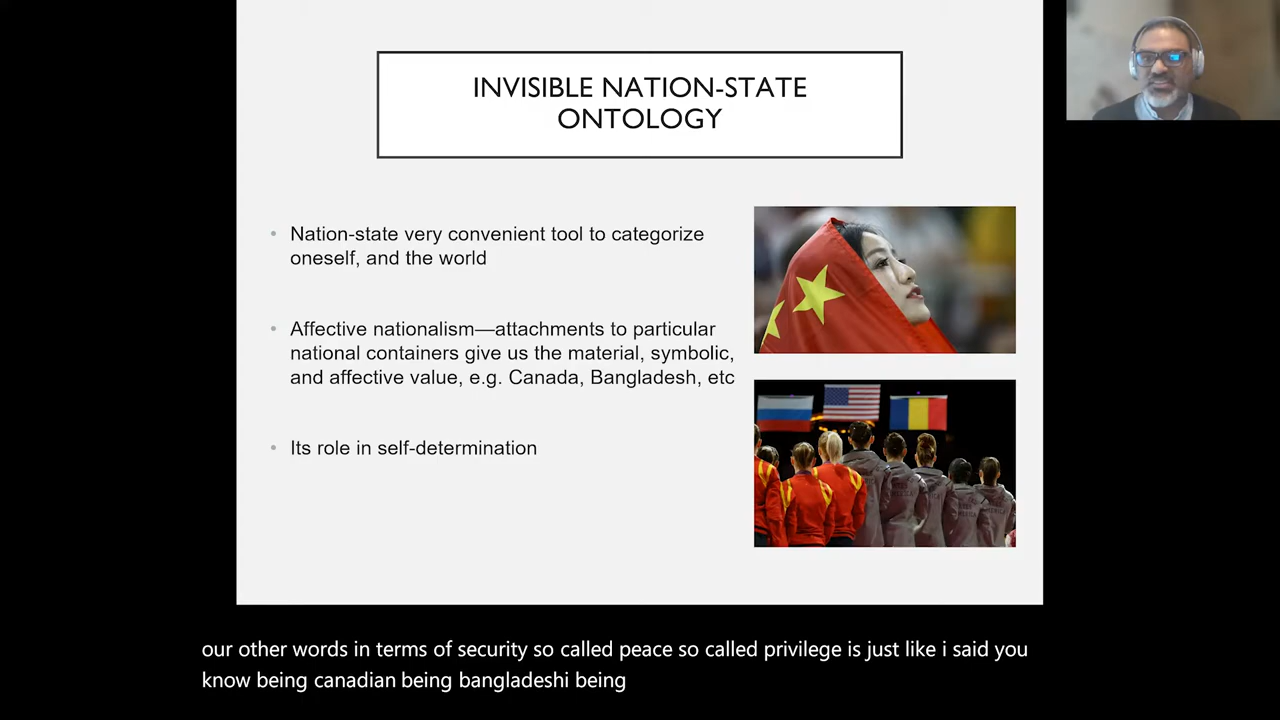 INVISIBLE NATION-STATE
ONTOLOGY
• Nation-state very convenient tool to categorize
oneself, and the world
• Affective nationalism—attachments to particular
national containers give us the material, symbolic,
and affective value, e.g. Canada, Bangladesh, etc
• Its role in self-determination
our other words in terms of security so called peace so called privilege is just like i said you
know being canadian being bangladeshi being